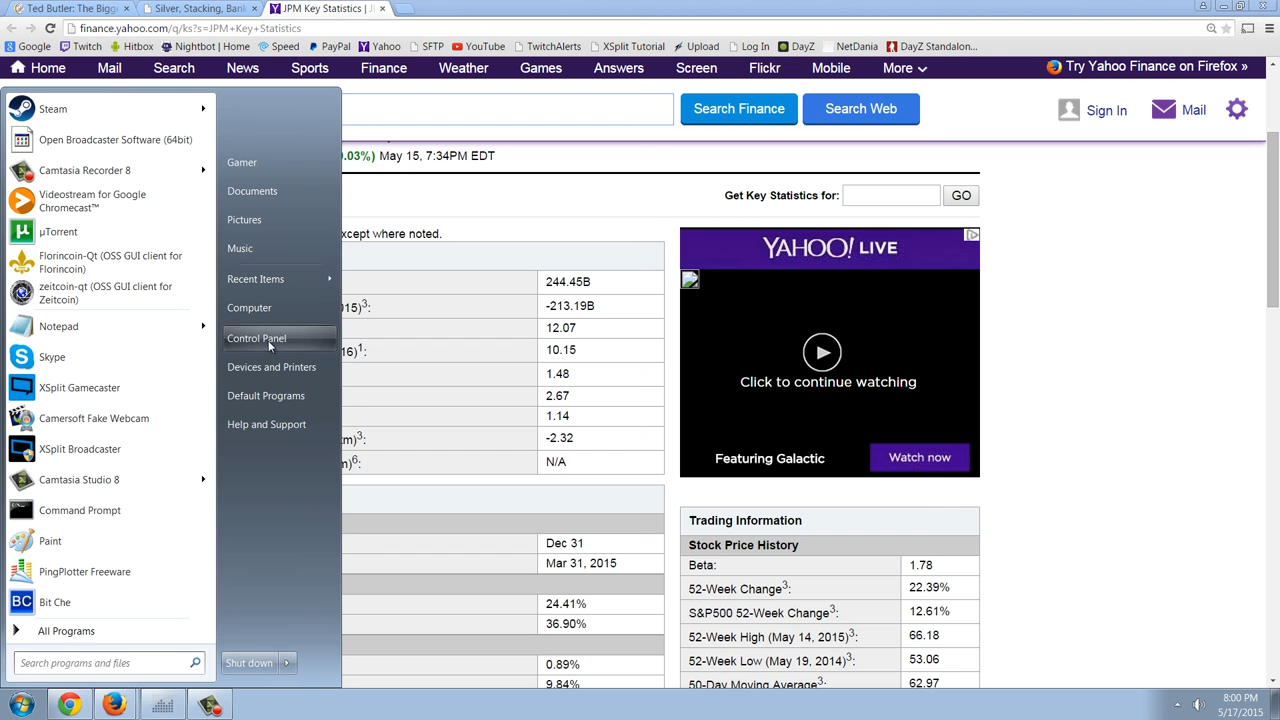 Ted Butler: The Bigg
Silver, Stacking, Bank
JPM Key Statistics | J
finance.yahoo.com/q/ks?s=JPM+Key+Statistics
Google Twitch Hitbox Nightbot | Home Speed PayPal Yahoo SFTP YouTube TwitchAlerts XSplit Tutorial Upload Log In DayZ NetDania DayZ Standalon...
Home Mail Search News Sports Finance Weather Games Answers Screen Flickr Mobile More Try Yahoo Finance on Firefox »
Search Finance Search Web Sign In Mail
0.03%) May 15, 7:34PM EDT
Get Key Statistics for: GO
xcept where noted.
244.45B
015)3: -213.19B
12.07
16)1: 10.15
1.48
2.67
1.14
m)3: -2.32
m)6: N/A
Dec 31
Mar 31, 2015
24.41%
36.90%
0.89%
9.84%
YAHOO! LIVE
Click to continue watching
Featuring Galactic Watch now
Trading Information
Stock Price History
Beta: 1.78
52-Week Change3: 22.39%
S&P500 52-Week Change3: 12.61%
52-Week High (May 14, 2015)3: 66.18
52-Week Low (May 19, 2014)3: 53.06
50-Day Moving Average3: 62.97
Steam
Open Broadcaster Software (64bit)
Camtasia Recorder 8
Videostream for Google
Chromecast™
µTorrent
Florincoin-Qt (OSS GUI client for
Florincoin)
zeitcoin-qt (OSS GUI client for
Zeitcoin)
Notepad
Skype
XSplit Gamecaster
Camersoft Fake Webcam
XSplit Broadcaster
Camtasia Studio 8
Command Prompt
Paint
PingPlotter Freeware
BC Bit Che
All Programs
Search programs and files
Gamer
Documents
Pictures
Music
Recent Items
Computer
Control Panel
Devices and Printers
Default Programs
Help and Support
Shut down
8:00 PM
5/17/2015